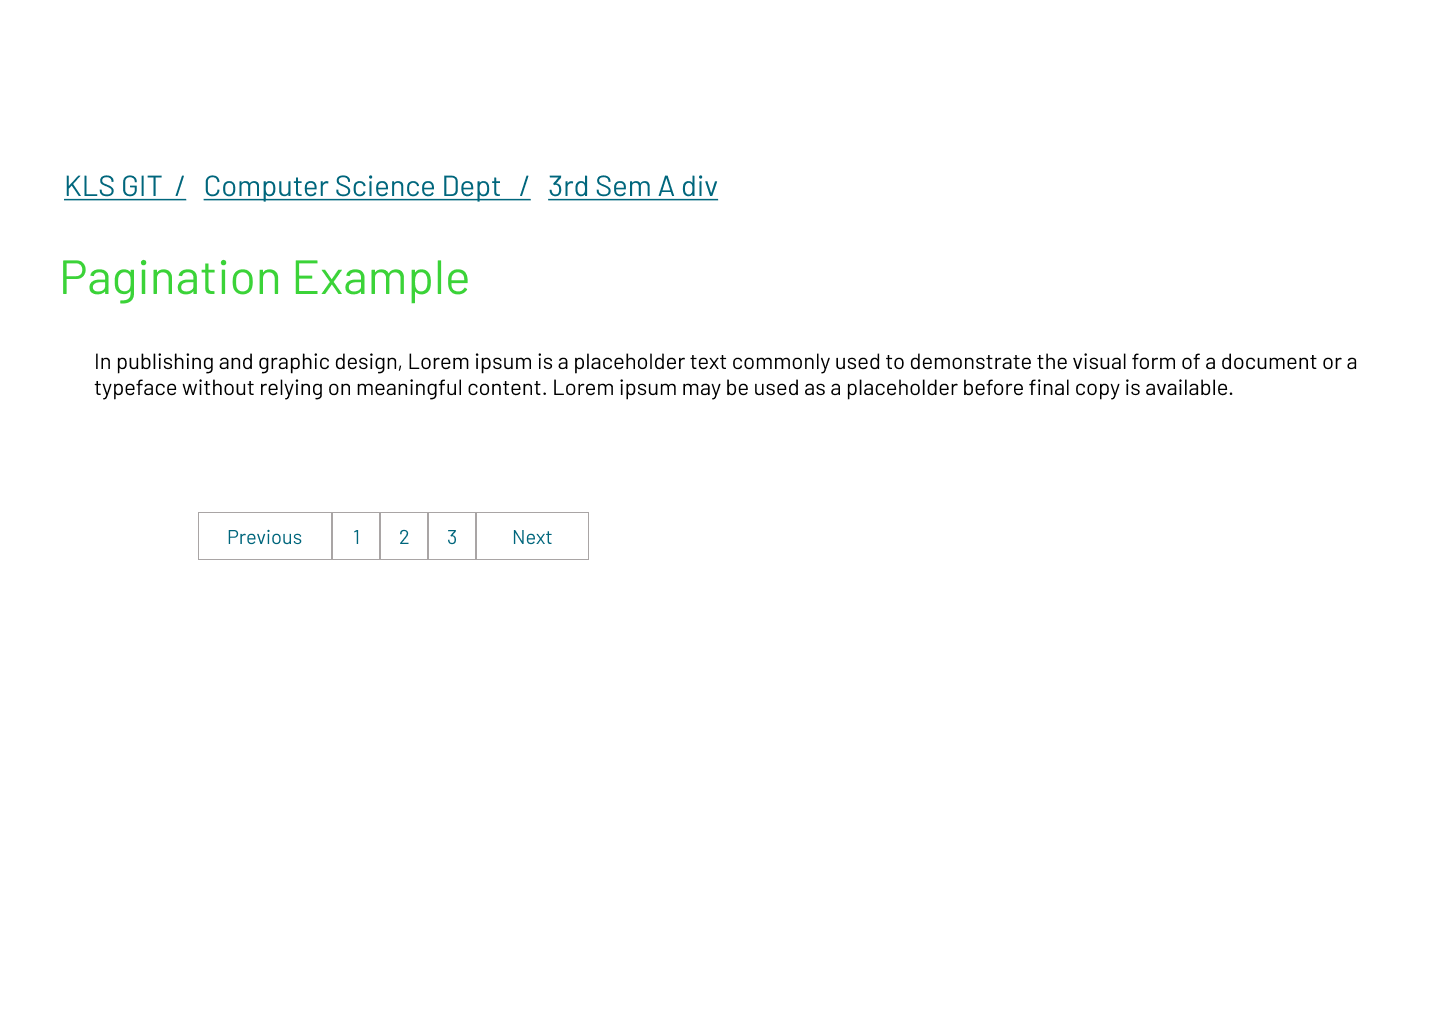 KLS GIT / Computer Science Dept / 3rd Sem A div
Pagination Example
In publishing and graphic design, Lorem ipsum is a placeholder text commonly used to demonstrate the visual form of a document or a
typeface without relying on meaningful content. Lorem ipsum may be used as a placeholder before final copy is available.
Previous 1 2 3 Next